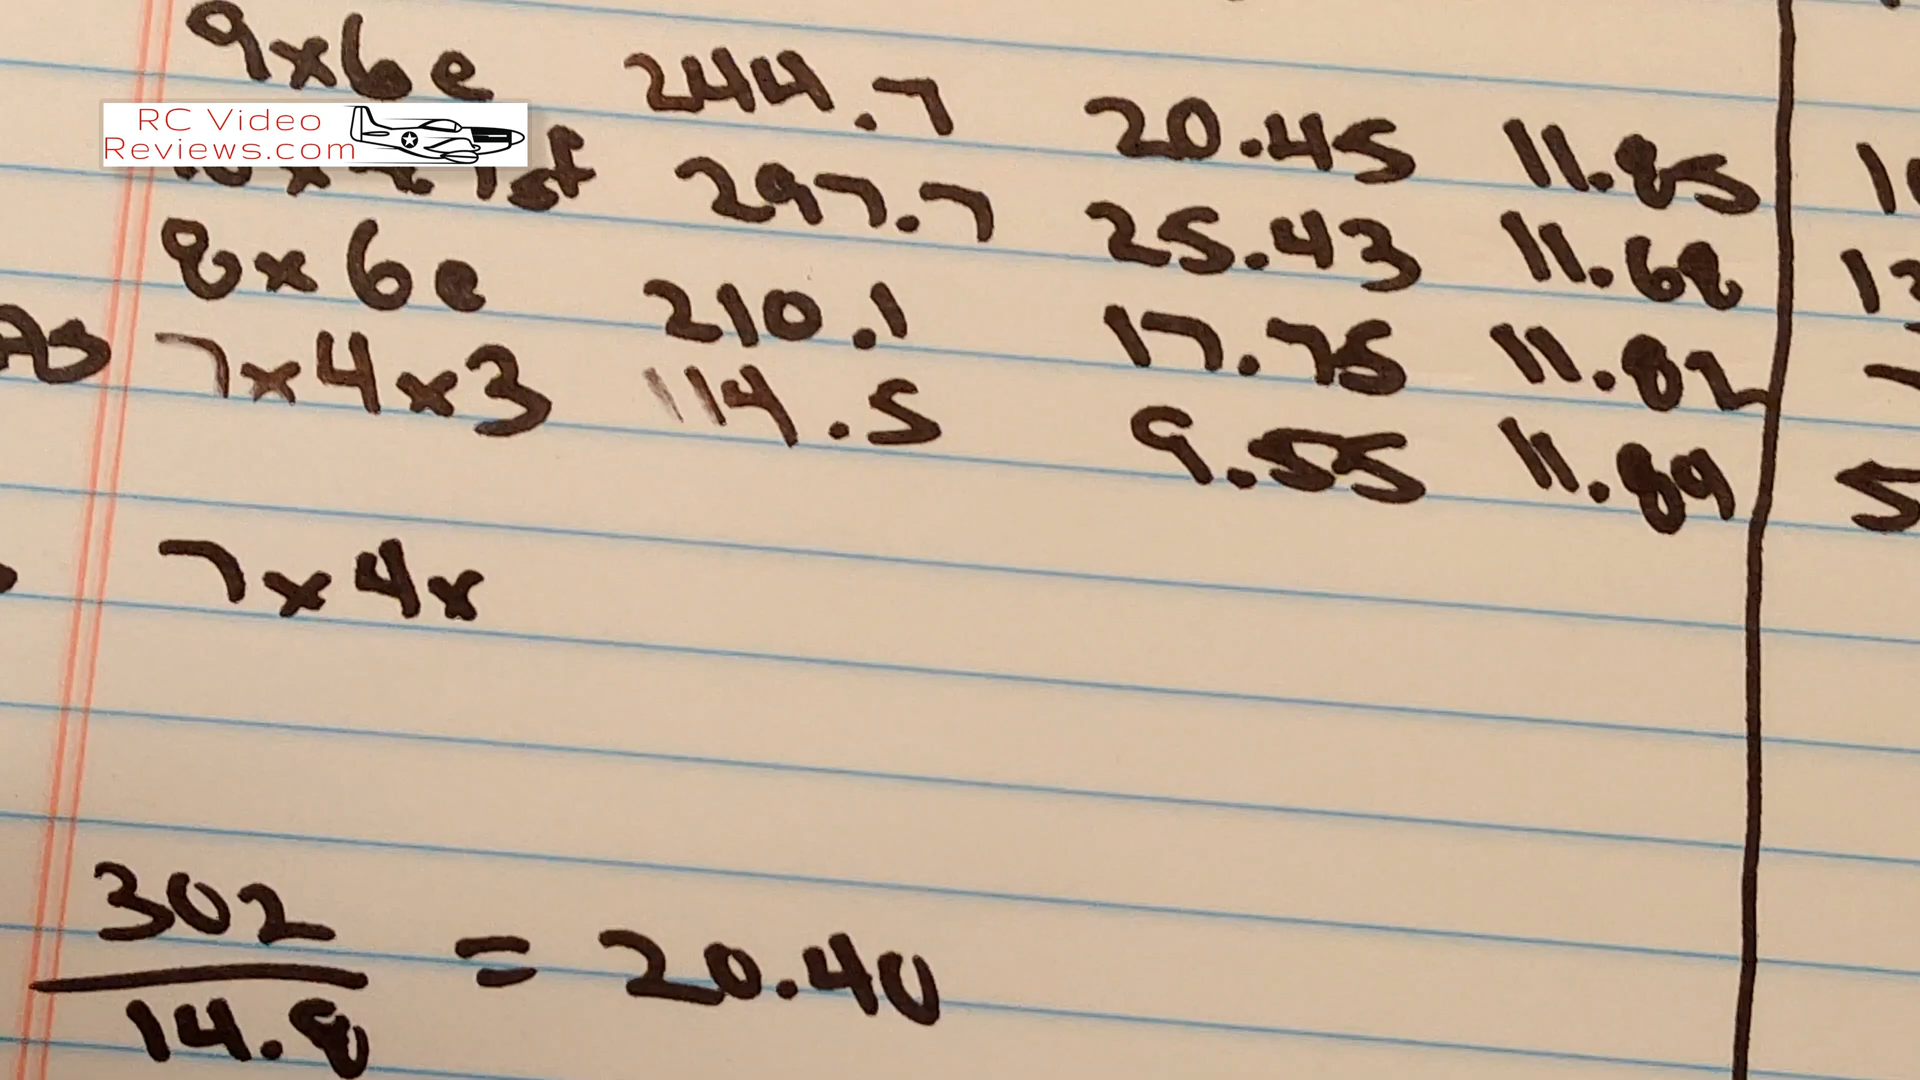 9x6e 244.7 20.45 11.85
RC Video
Reviews.com
297.7 25.43 11.68
8x6e 210.1 17.75 11.82
7x4x3 114.5 9.55 11.89
7x4x
302
14.8
= 20.40